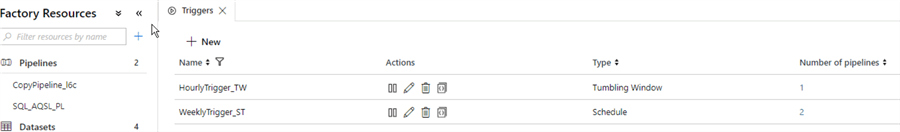 Factory Resources
Filter resources by name
Pipelines 2
CopyPipeline_l6c
SQL_AQSL_PL
Datasets 4
Triggers
New
Name Actions Type Number of pipelines
HourlyTrigger_TW Tumbling Window 1
WeeklyTrigger_ST Schedule 2